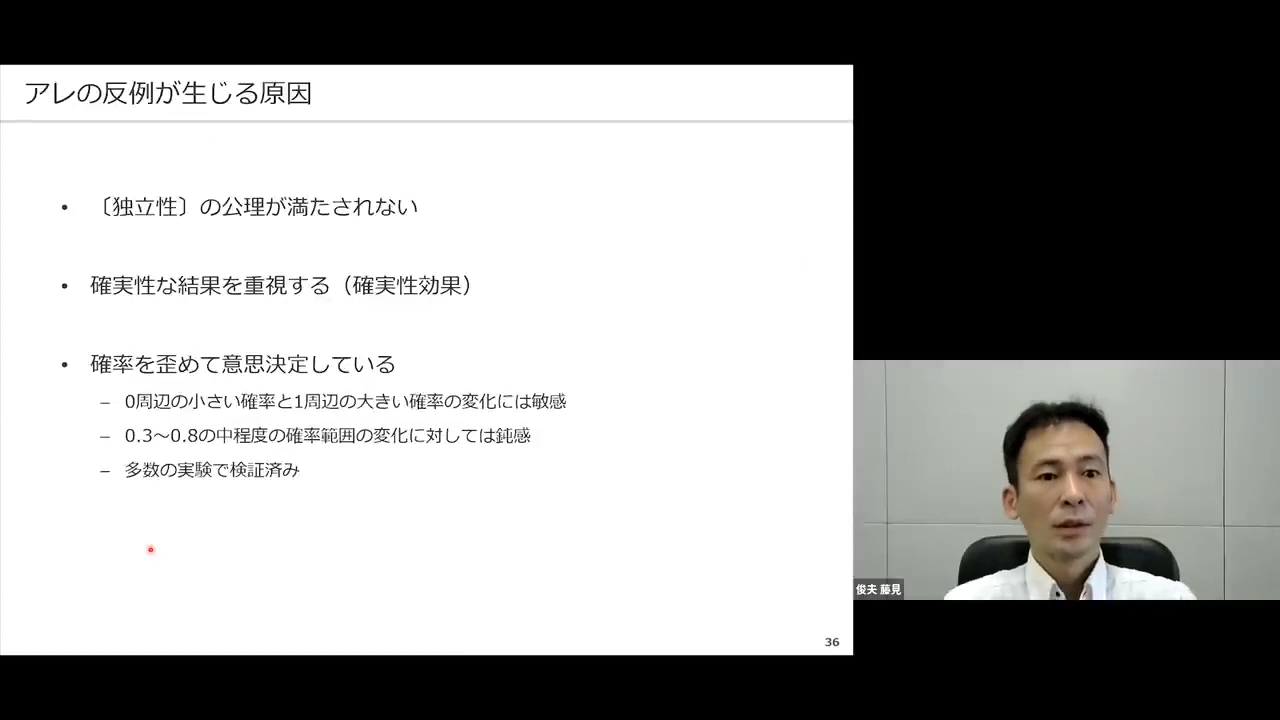 アレの反例が生じる原因
• 〔独立性〕の公理が満たされない
• 確実性な結果を重視する（確実性効果）
• 確率を歪めて意思決定している
– 0周辺の小さい確率と1周辺の大きい確率の変化には敏感
– 0.3～0.8の中程度の確率範囲の変化に対しては鈍感
– 多数の実験で検証済み
俊夫 藤見
36